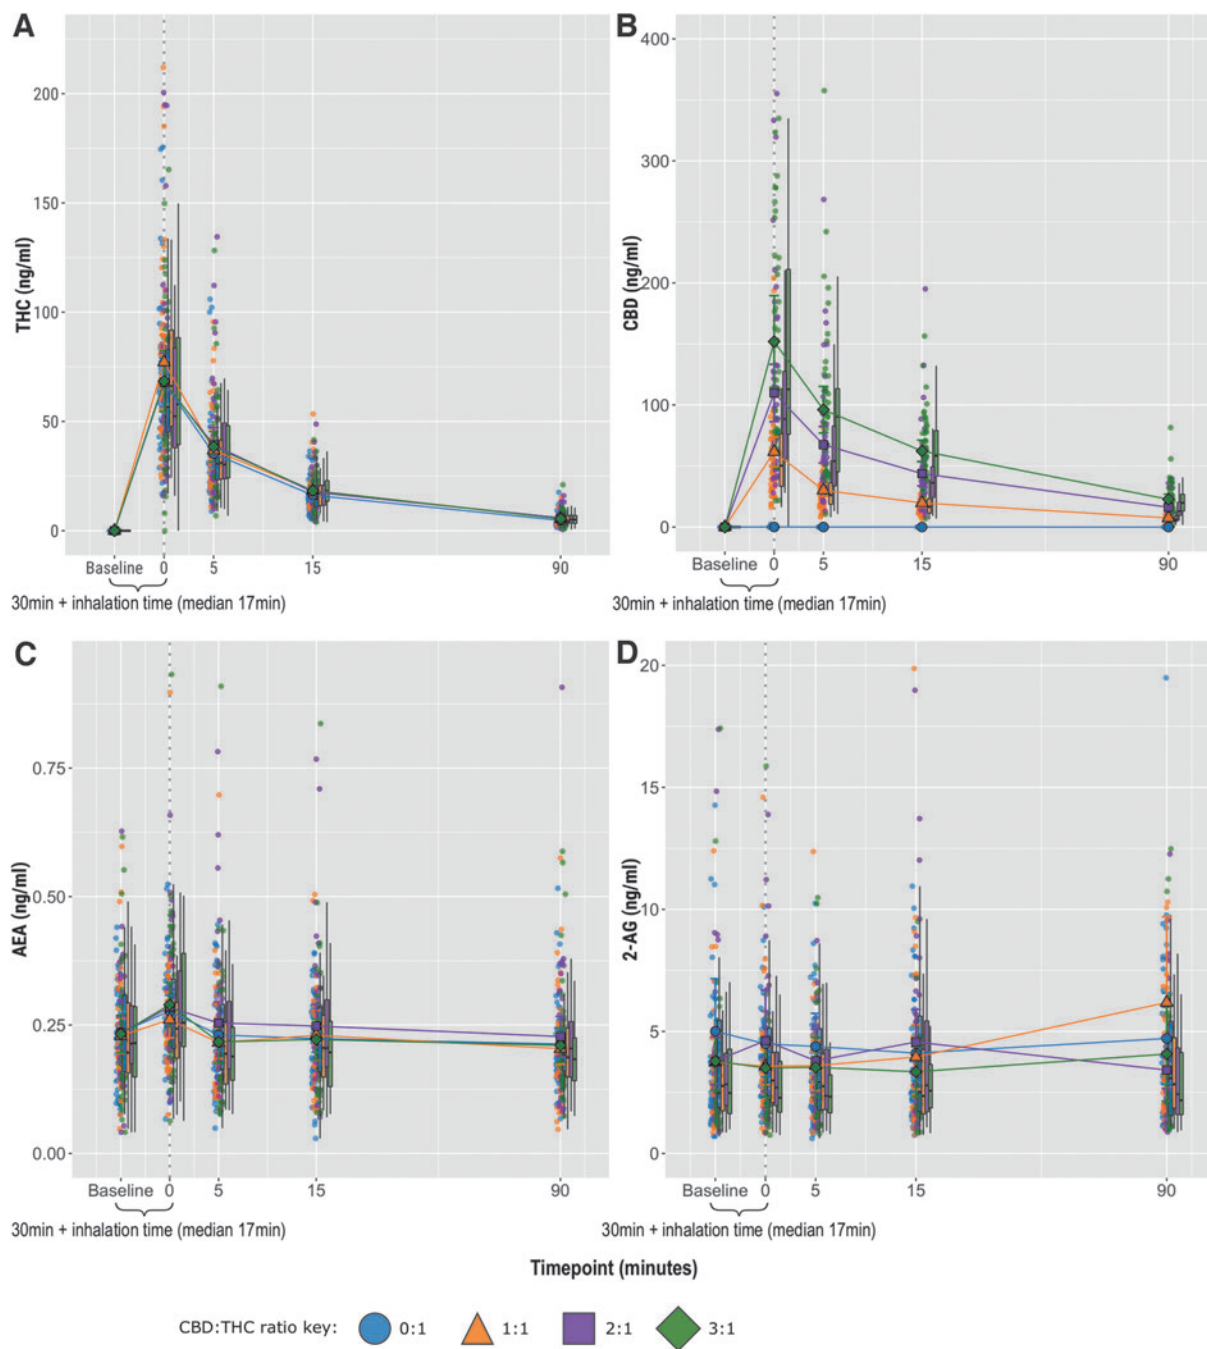 A
THC (ng/ml)
200
150
100
50
0
Baseline 0 5 15 90
30min + inhalation time (median 17min)
B
CBD (ng/ml)
400
300
200
100
0
Baseline 0 5 15 90
30min + inhalation time (median 17min)
C
AEA (ng/ml)
0.75
0.50
0.25
0.00
Baseline 0 5 15 90
30min + inhalation time (median 17min)
D
2-AG (ng/ml)
20
15
10
5
0
Baseline 0 5 15 90
30min + inhalation time (median 17min)
Timepoint (minutes)
CBD:THC ratio key: 0:1 1:1 2:1 3:1